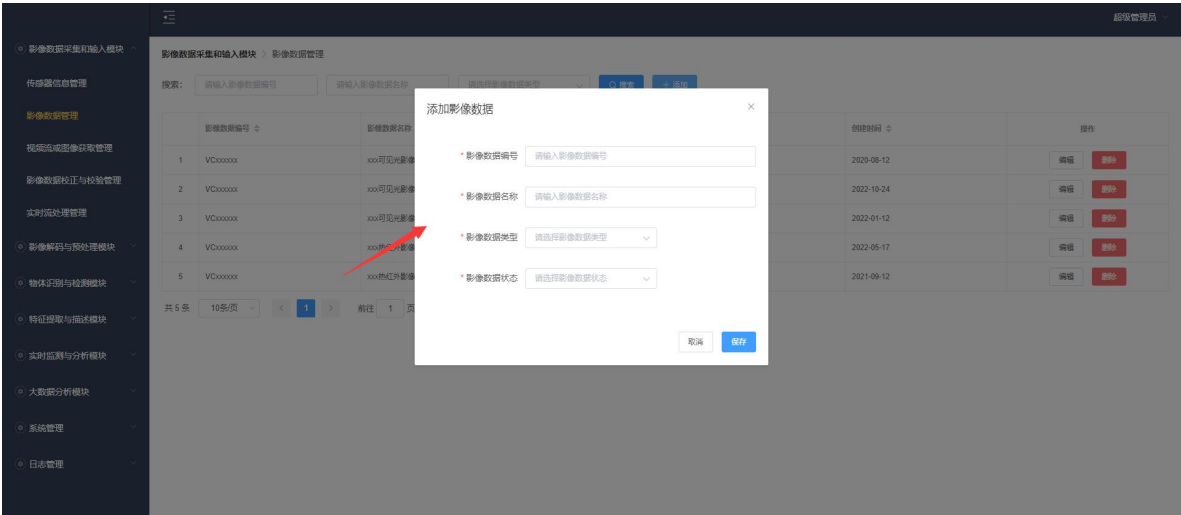 超级管理员
影像数据采集和输入模块
传感器信息管理
影像数据管理
视频流或图像获取管理
影像数据校正与校验管理
实时流处理管理
影像解码与预处理模块
物体识别与检测模块
特征提取与描述模块
实时监测与分析模块
大数据分析模块
系统管理
日志管理
影像数据采集和输入模块 > 影像数据管理
搜索: 请输入影像数据编号 请输入影像数据名称 请选择影像数据类型 搜索 + 添加
影像数据编号 影像数据名称 创建时间 操作
1 VCxxxxxx xxx可见光影像 2020-08-12 编辑 删除
2 VCxxxxxx xxx可见光影像 2022-10-24 编辑 删除
3 VCxxxxxx xxx可见光影像 2022-01-12 编辑 删除
4 VCxxxxxx xxx热红外影像 2022-05-17 编辑 删除
5 VCxxxxxx xxx热红外影像 2021-09-12 编辑 删除
共 5 条 10条/页 < 1 > 前往 1 页
添加影像数据
* 影像数据编号 请输入影像数据编号
* 影像数据名称 请输入影像数据名称
* 影像数据类型 请选择影像数据类型
* 影像数据状态 请选择影像数据状态
取消 保存